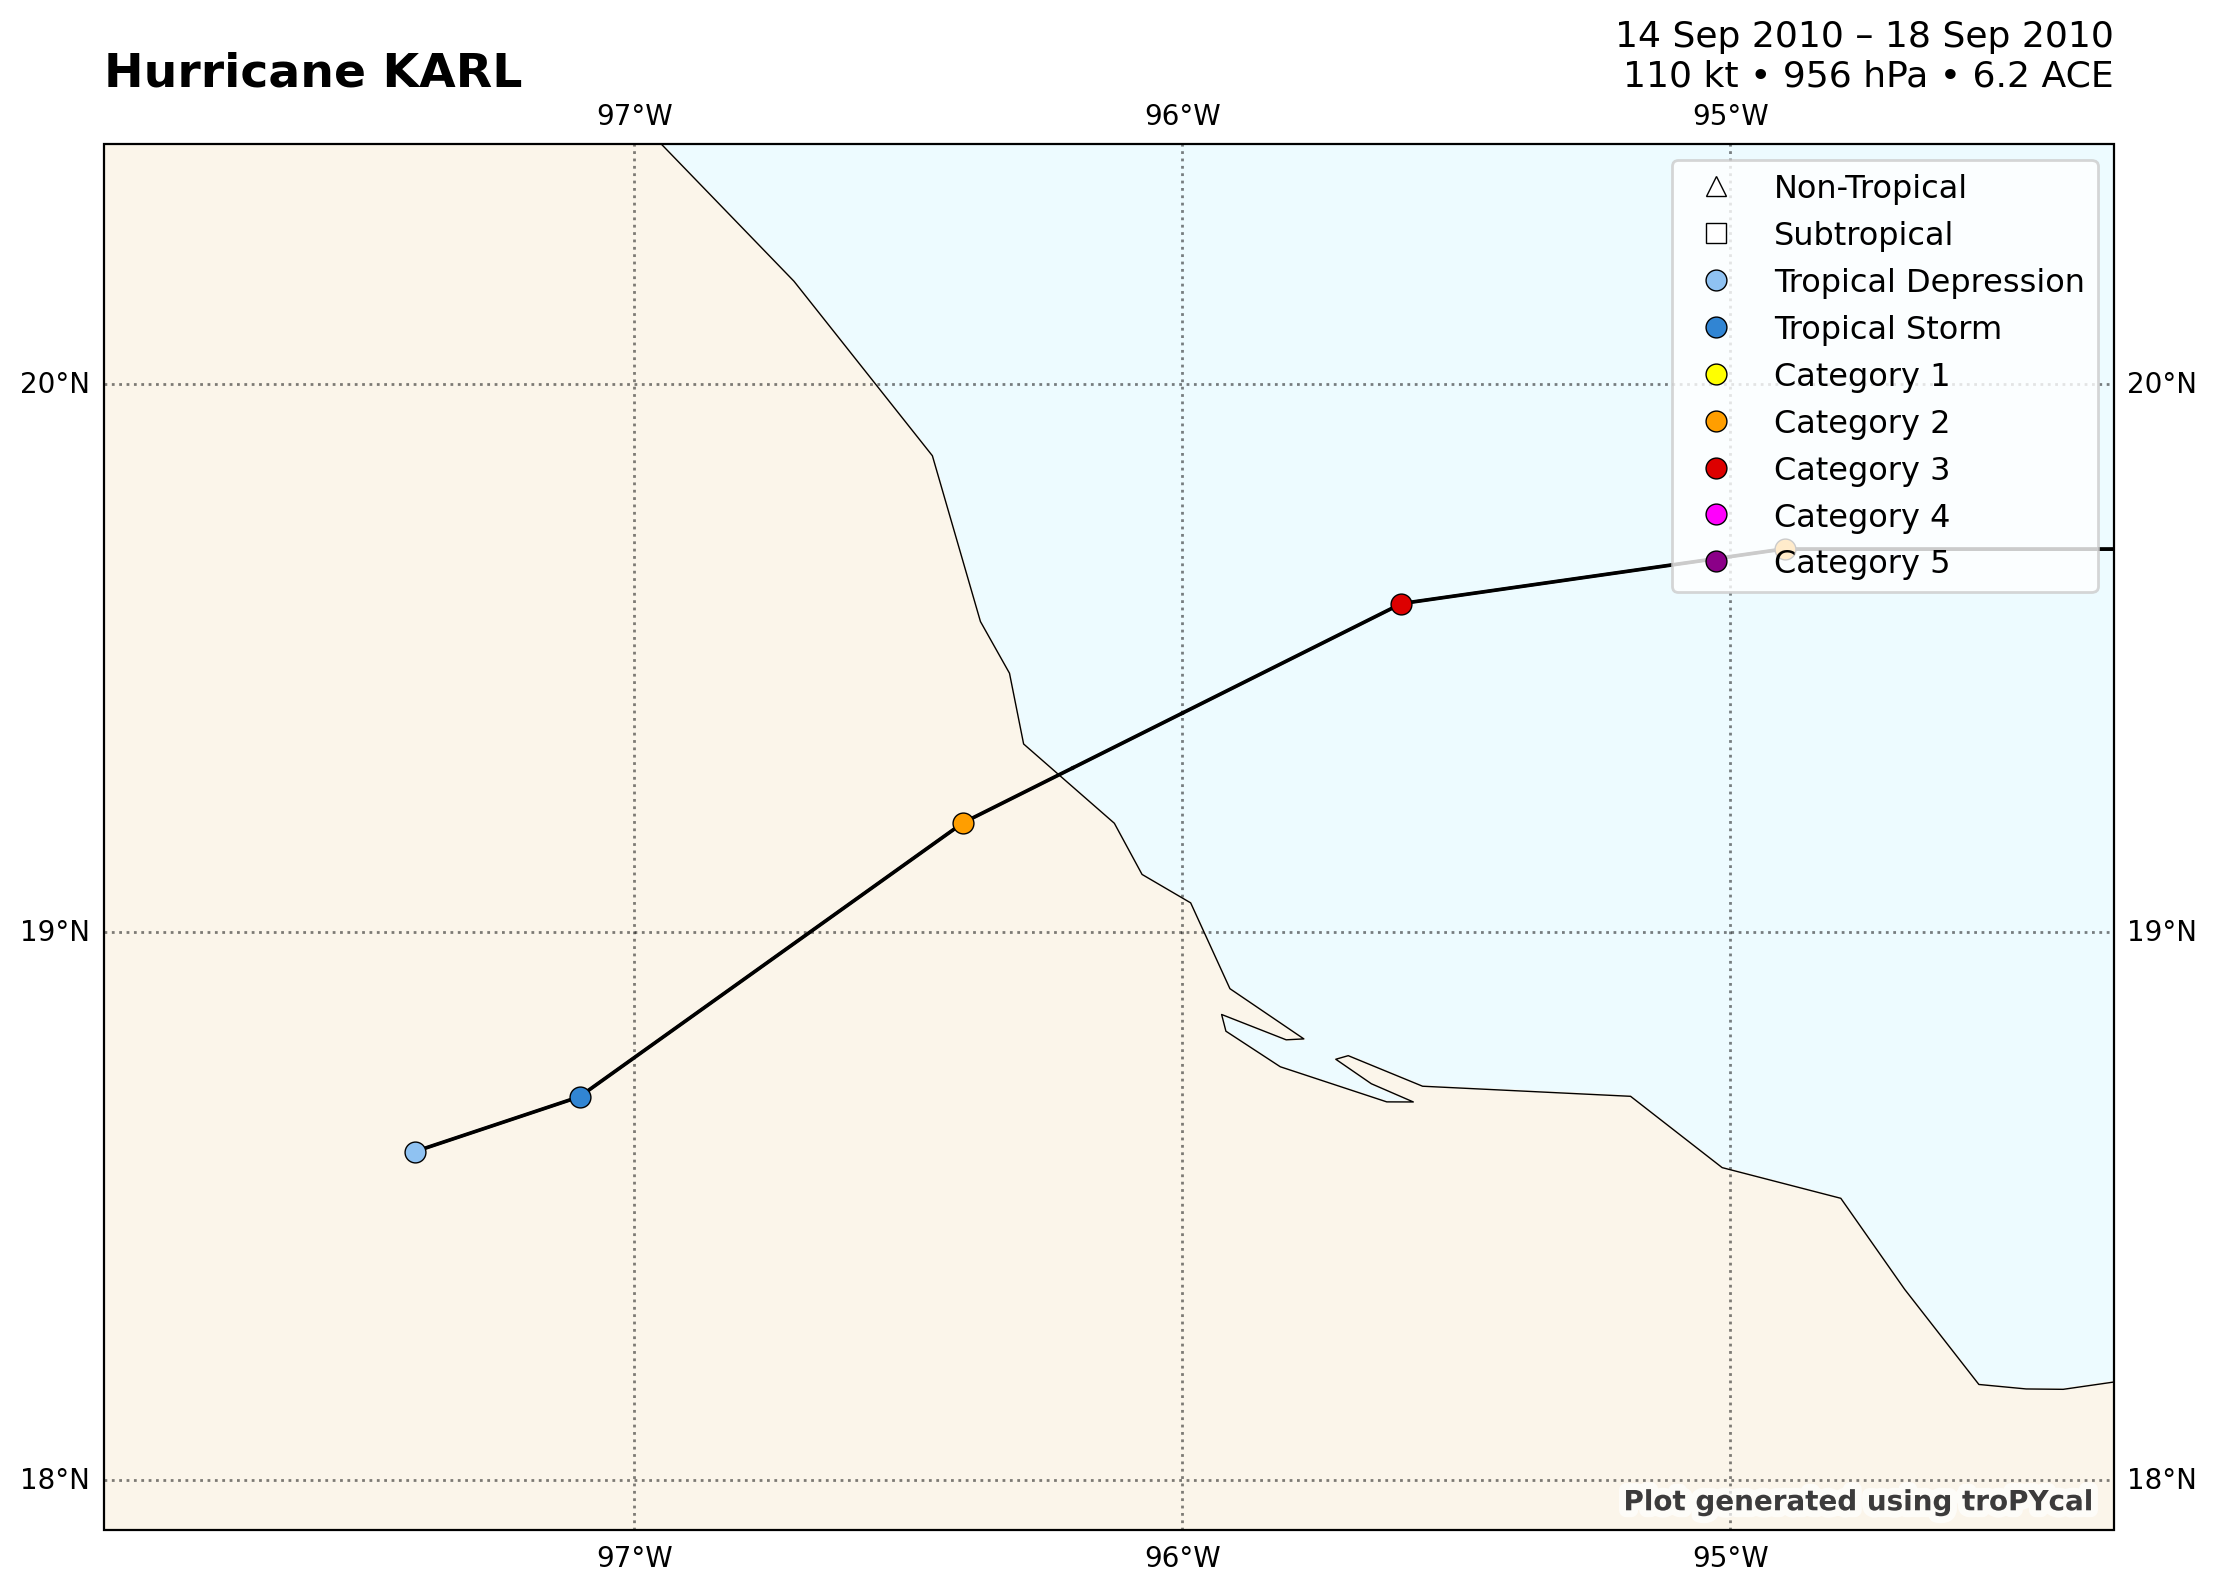 Hurricane KARL
14 Sep 2010 – 18 Sep 2010
110 kt • 956 hPa • 6.2 ACE
97°W 96°W 95°W
Non-Tropical
Subtropical
Tropical Depression
Tropical Storm
Category 1
Category 2
Category 3
Category 4
Category 5
20°N 20°N
19°N 19°N
18°N 18°N
Plot generated using troPYcal
97°W 96°W 95°W